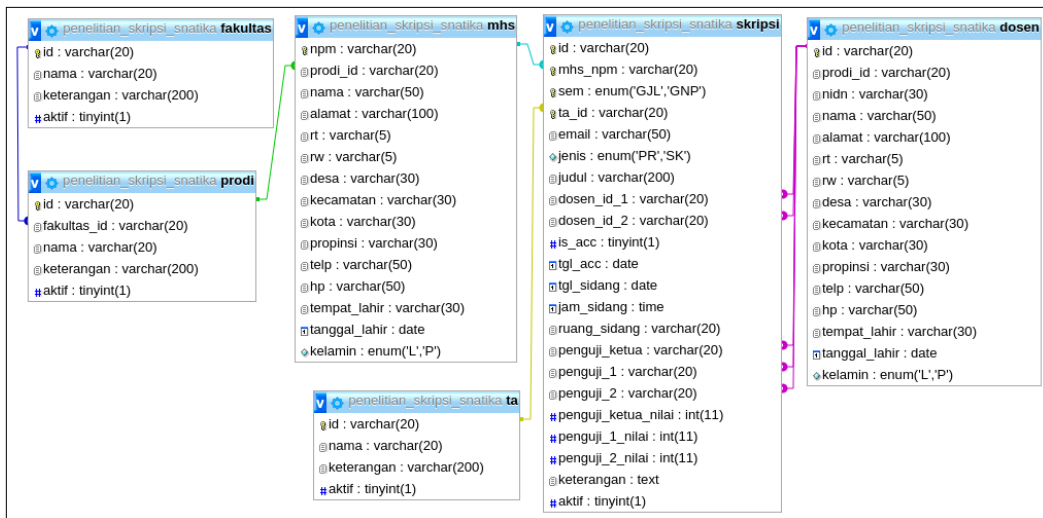 penelitian_skripsi_snatika fakultas
id : varchar(20)
nama : varchar(20)
keterangan : varchar(200)
aktif : tinyint(1)
penelitian_skripsi_snatika prodi
id : varchar(20)
fakultas_id : varchar(20)
nama : varchar(20)
keterangan : varchar(200)
aktif : tinyint(1)
penelitian_skripsi_snatika mhs
npm : varchar(20)
prodi_id : varchar(20)
nama : varchar(50)
alamat : varchar(100)
rt : varchar(5)
rw : varchar(5)
desa : varchar(30)
kecamatan : varchar(30)
kota : varchar(30)
propinsi : varchar(30)
telp : varchar(50)
hp : varchar(50)
tempat_lahir : varchar(30)
tanggal_lahir : date
kelamin : enum('L','P')
penelitian_skripsi_snatika ta
id : varchar(20)
nama : varchar(20)
keterangan : varchar(200)
aktif : tinyint(1)
penelitian_skripsi_snatika skripsi
id : varchar(20)
mhs_npm : varchar(20)
sem : enum('GJL','GNP')
ta_id : varchar(20)
email : varchar(50)
jenis : enum('PR','SK')
judul : varchar(200)
dosen_id_1 : varchar(20)
dosen_id_2 : varchar(20)
is_acc : tinyint(1)
tgl_acc : date
tgl_sidang : date
jam_sidang : time
ruang_sidang : varchar(20)
penguji_ketua : varchar(20)
penguji_1 : varchar(20)
penguji_2 : varchar(20)
penguji_ketua_nilai : int(11)
penguji_1_nilai : int(11)
penguji_2_nilai : int(11)
keterangan : text
aktif : tinyint(1)
penelitian_skripsi_snatika dosen
id : varchar(20)
prodi_id : varchar(20)
nidn : varchar(30)
nama : varchar(50)
alamat : varchar(100)
rt : varchar(5)
rw : varchar(5)
desa : varchar(30)
kecamatan : varchar(30)
kota : varchar(30)
propinsi : varchar(30)
telp : varchar(50)
hp : varchar(50)
tempat_lahir : varchar(30)
tanggal_lahir : date
kelamin : enum('L','P')